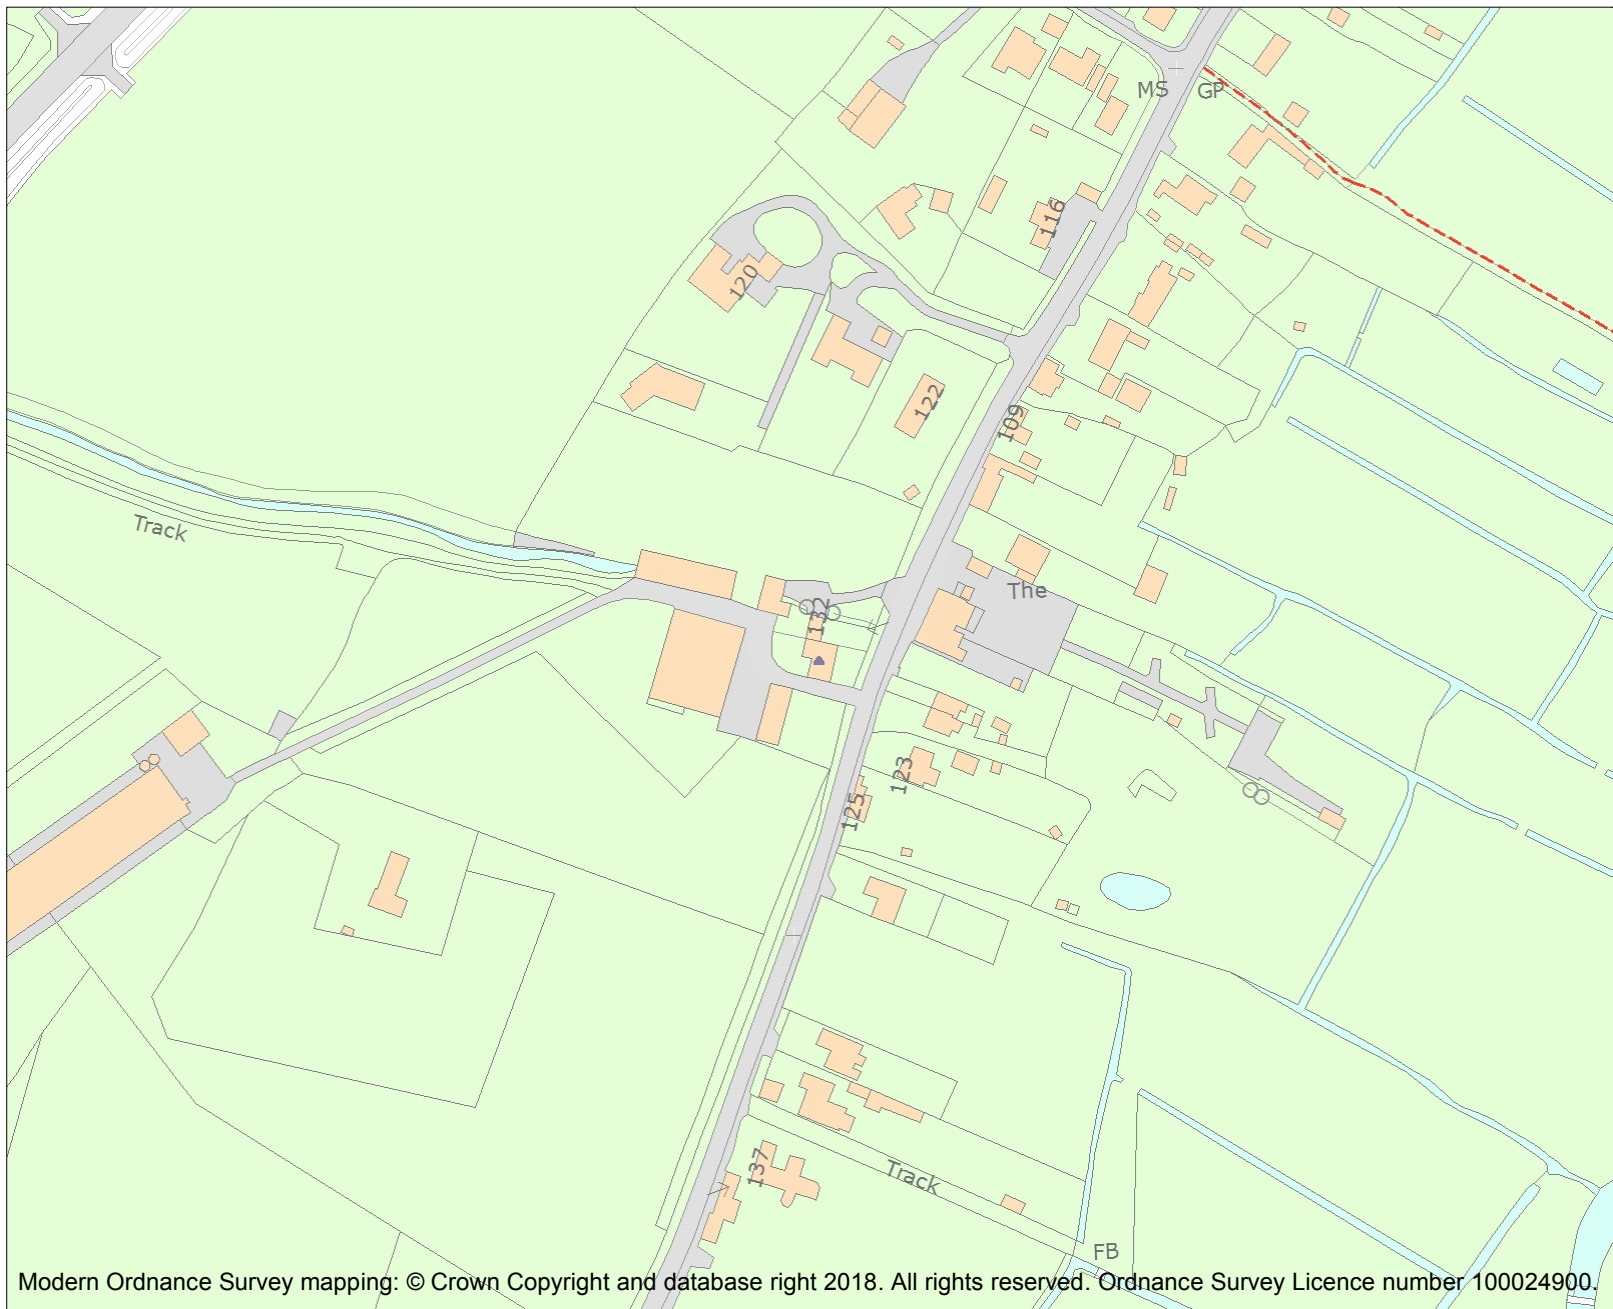 MS GP
116
120
122
109
Track
The
132
123
125
137
Track
FB
Modern Ordnance Survey mapping: © Crown Copyright and database right 2018. All rights reserved. Ordnance Survey Licence number 100024900.